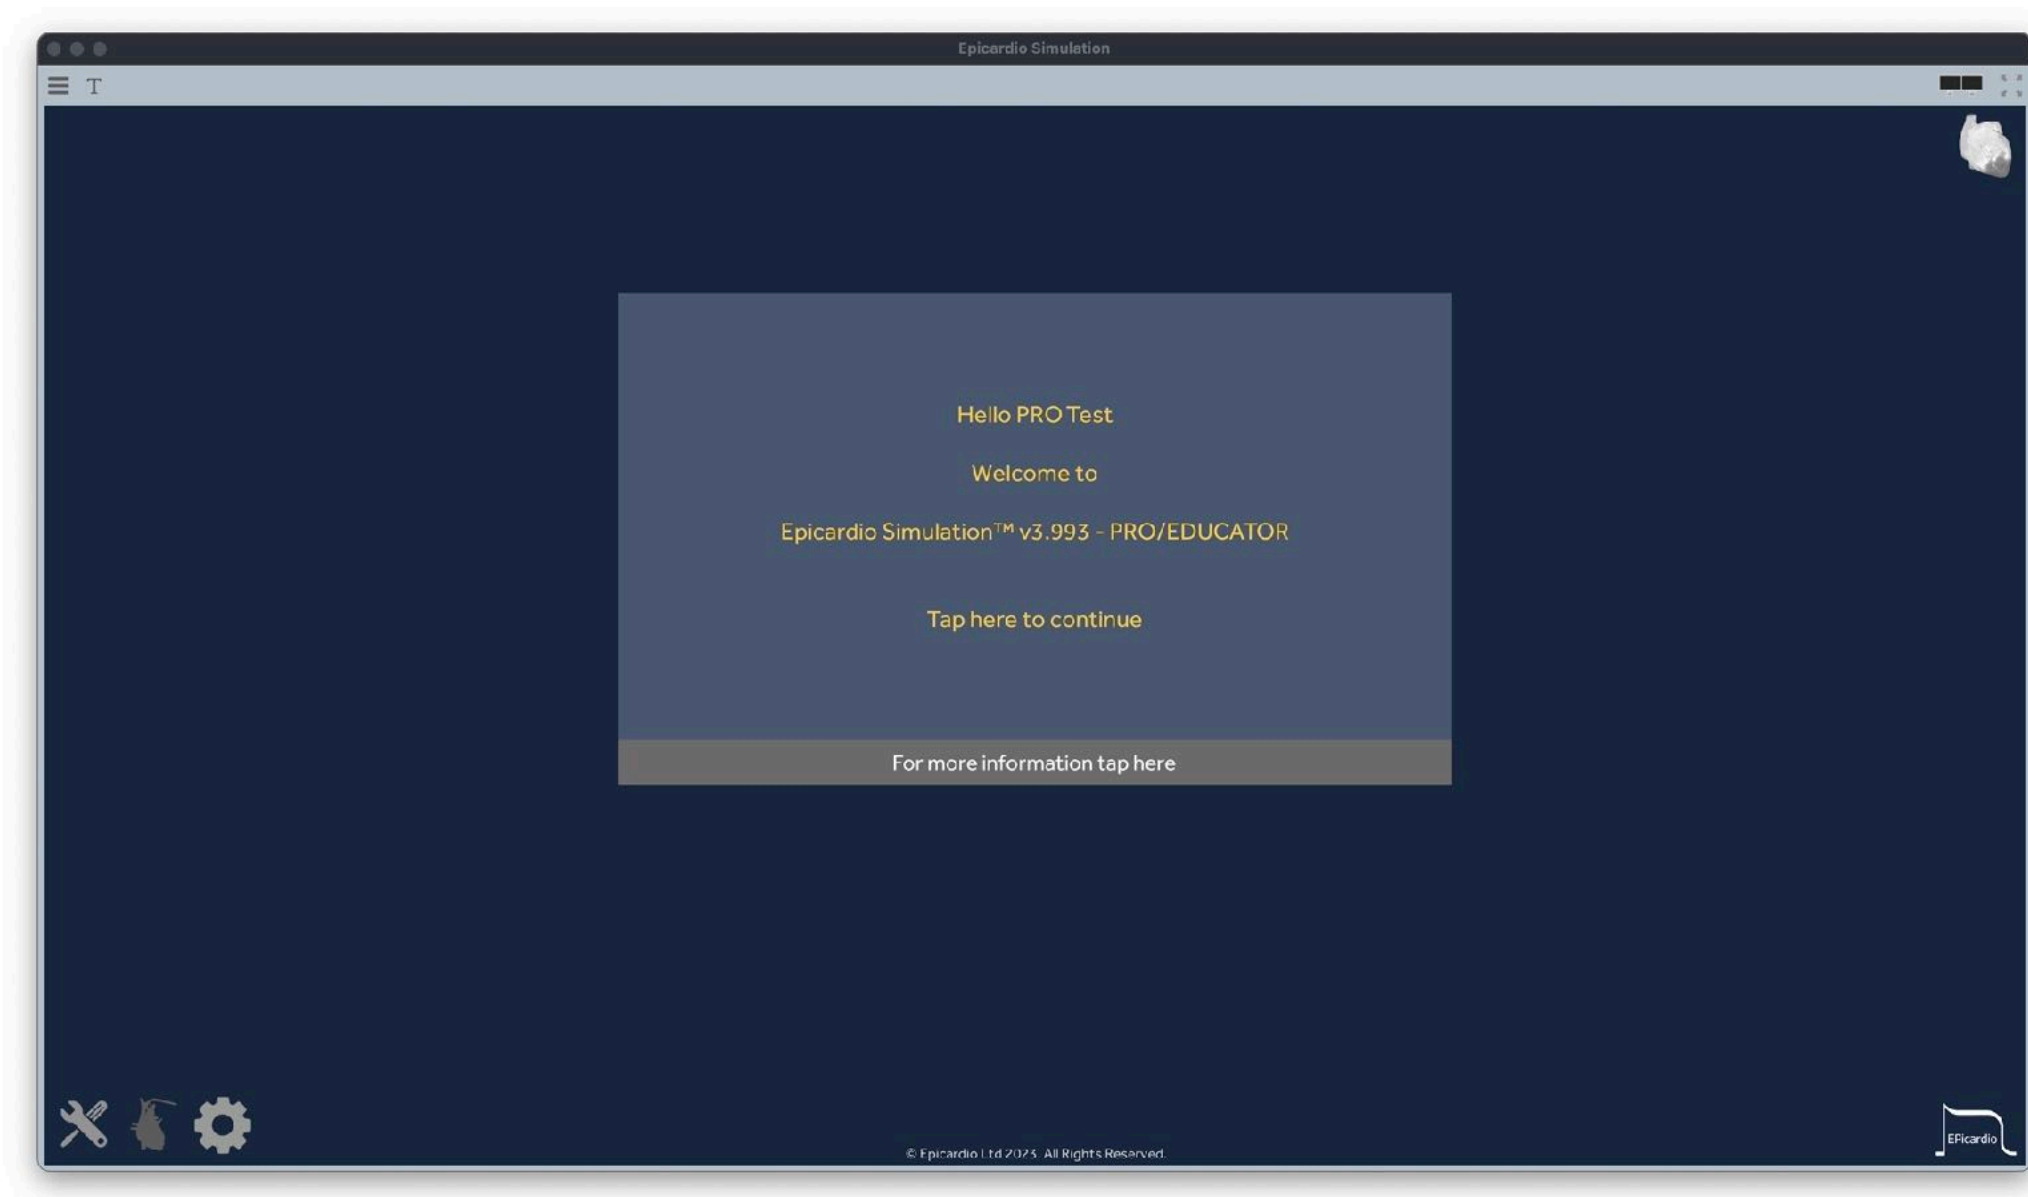 Epicardio Simulation
T
Hello PRO Test
Welcome to
Epicardio Simulation™ v3.993 - PRO/EDUCATOR
Tap here to continue
For more information tap here
EPicardio
© Epicardio Ltd 2023. All Rights Reserved.